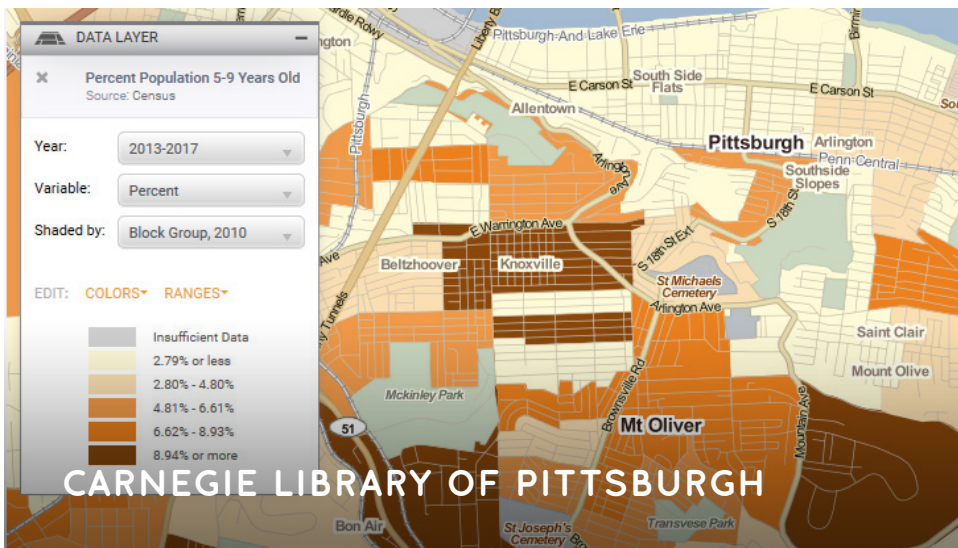 DATA LAYER
Percent Population 5-9 Years Old
Source: Census
Year:
2013-2017
Variable:
Percent
Shaded by:
Block Group, 2010
EDIT: COLORS RANGES
Insufficient Data
2.79% or less
2.80% - 4.80%
4.81% - 6.61%
6.62% - 8.93%
8.94% or more
Liberty
Pittsburgh-And Lake Erie
E Carson St
South Side
Flats
E Carson St
Pittsburgh
Allentown
Arlington
Ave
Pittsburgh
Arlington
Penn Central
Southside
Slopes
S 18th St
E Warrington Ave
Ave
Beltzhoover
Knoxville
S 18th St Ext
St Michaels
Cemetery
Arlington Ave
Tunnels
Saint Clair
Mount Olive
Mckinley Park
Brownsville Rd
Mountain Ave
51
Mt Oliver
CARNEGIE LIBRARY OF PITTSBURGH
Bon Air
St Joseph's
Cemetery
Transvese Park